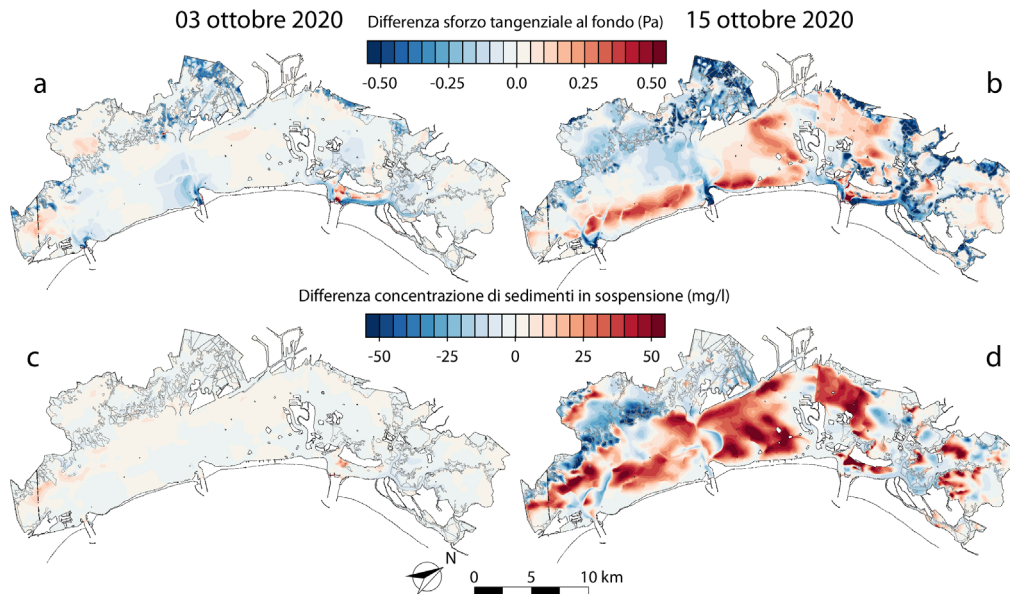 03 ottobre 2020
Differenza sforzo tangenziale al fondo (Pa)
15 ottobre 2020
-0.50 -0.25 0.0 0.25 0.50
a
b
Differenza concentrazione di sedimenti in sospensione (mg/l)
-50 -25 0 25 50
c
d
N
0 5 10 km